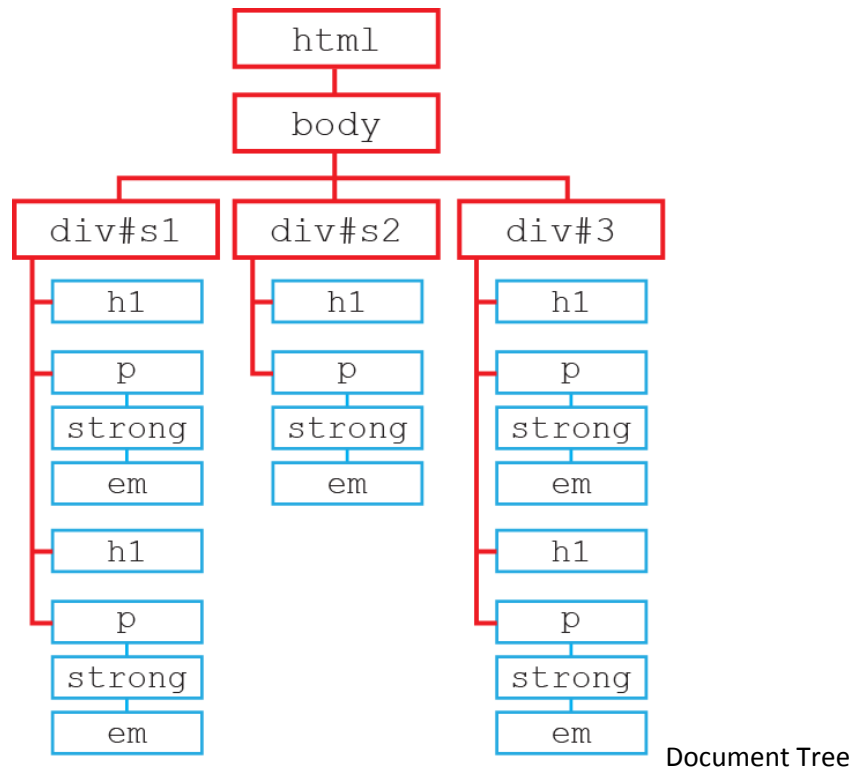 html
body
div#s1 div#s2 div#3
h1 h1 h1
p p p
strong strong strong
em em em
h1 h1
p p
strong strong
em em
Document Tree